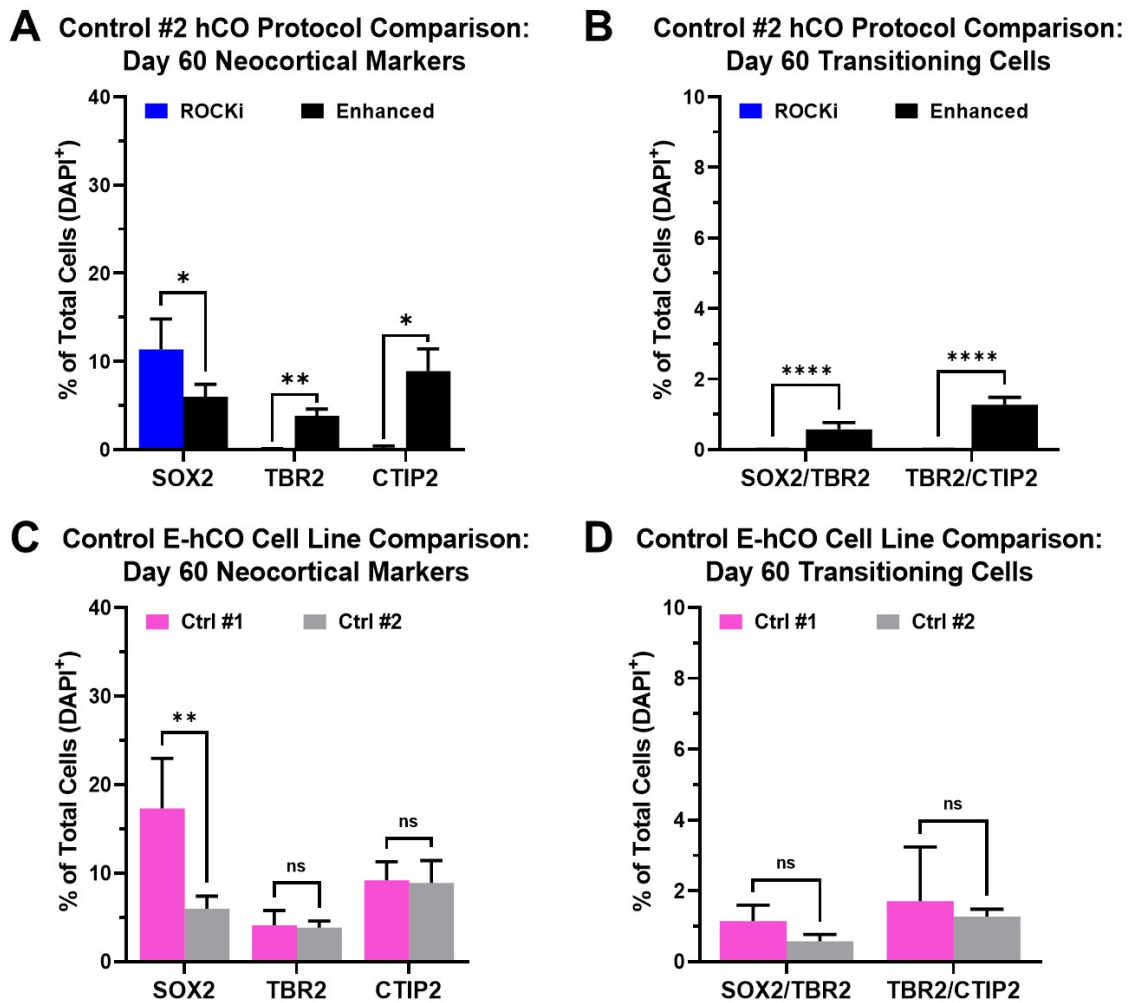 A Control #2 hCO Protocol Comparison:
Day 60 Neocortical Markers
% of Total Cells (DAPI⁺)
40
30
20
10
0
ROCKi
Enhanced
*
**
*
SOX2
TBR2
CTIP2
B Control #2 hCO Protocol Comparison:
Day 60 Transitioning Cells
% of Total Cells (DAPI⁺)
10
8
6
4
2
0
ROCKi
Enhanced
****
****
SOX2/TBR2
TBR2/CTIP2
C Control E-hCO Cell Line Comparison:
Day 60 Neocortical Markers
% of Total Cells (DAPI⁺)
40
30
20
10
0
Ctrl #1
Ctrl #2
**
ns
ns
SOX2
TBR2
CTIP2
D Control E-hCO Cell Line Comparison:
Day 60 Transitioning Cells
% of Total Cells (DAPI⁺)
10
8
6
4
2
0
Ctrl #1
Ctrl #2
ns
ns
SOX2/TBR2
TBR2/CTIP2